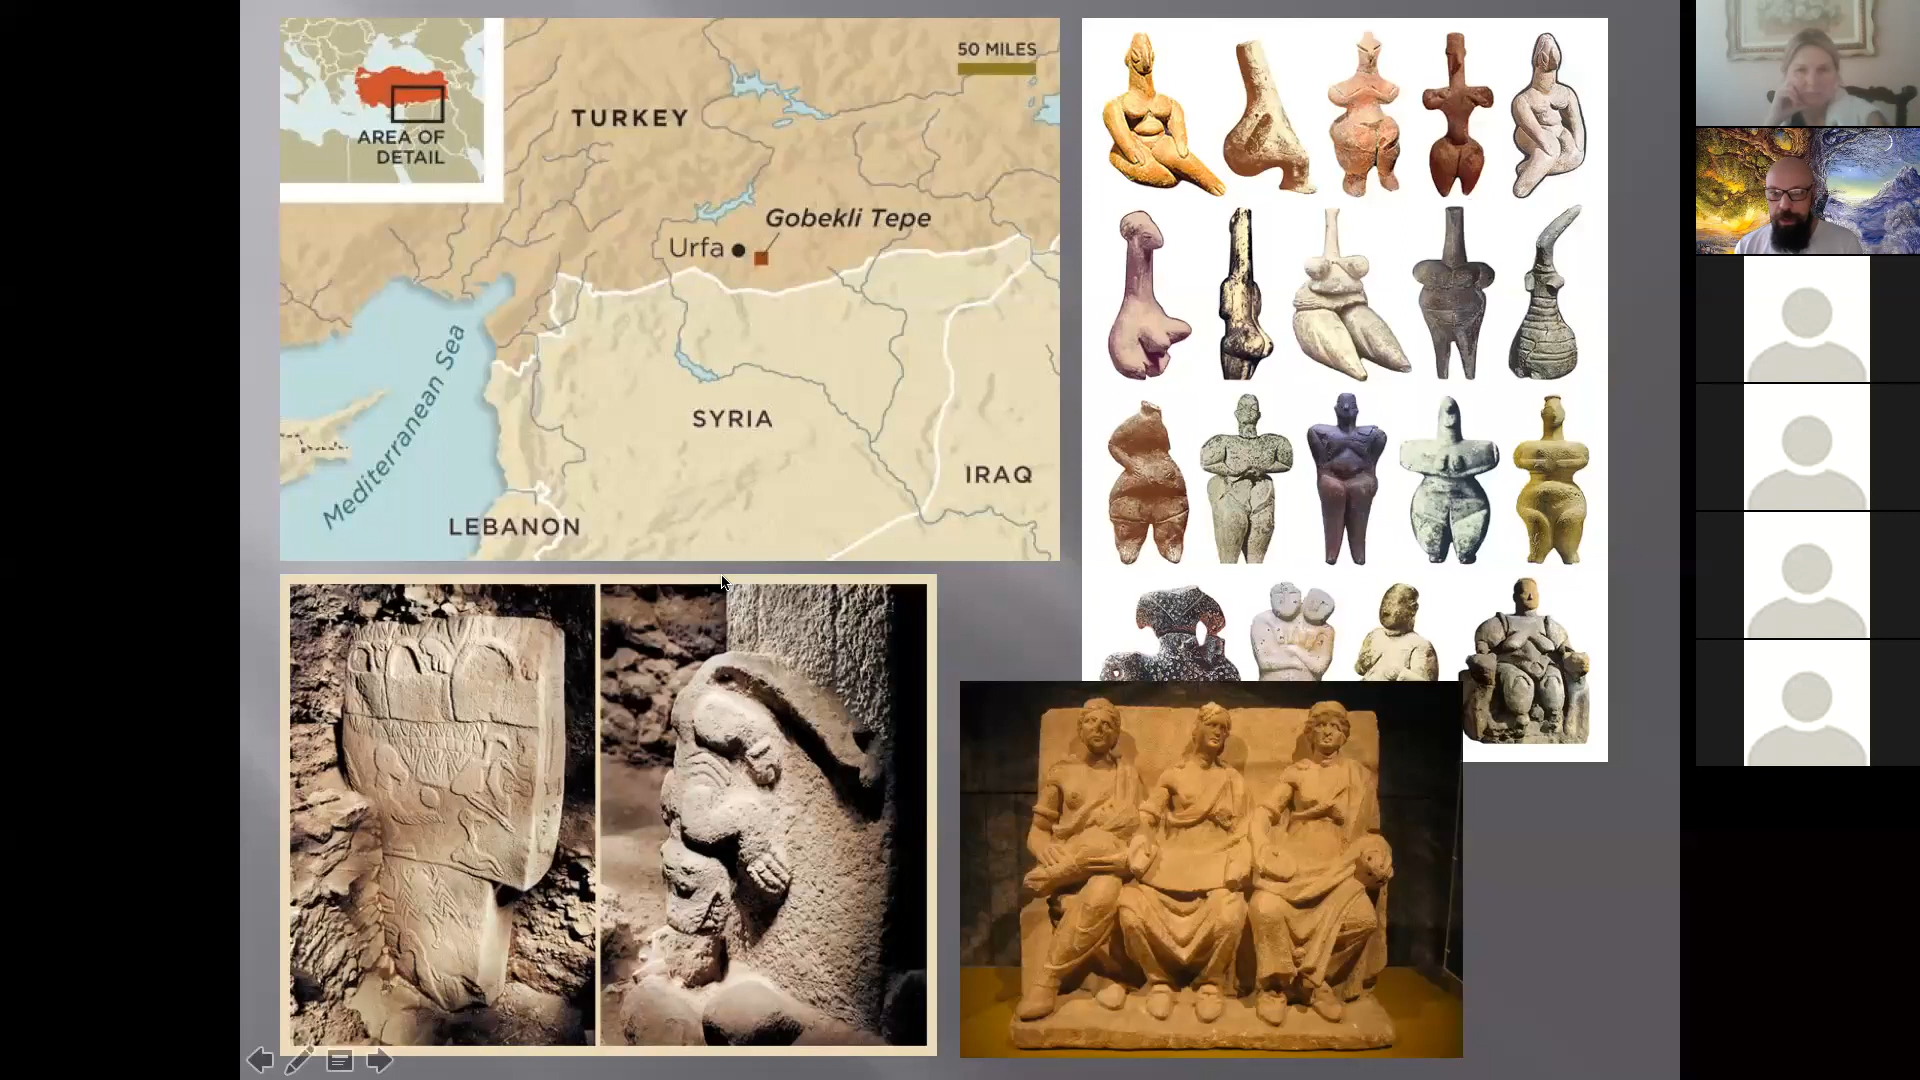 50 MILES
TURKEY
AREA OF
DETAIL
Gobekli Tepe
Urfa
Mediterranean Sea
SYRIA
IRAQ
LEBANON